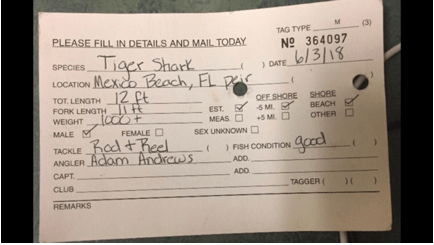 TAG TYPE M (3)
PLEASE FILL IN DETAILS AND MAIL TODAY
Nº 364097
SPECIES Tiger Shark ( ) DATE 6/3/18
LOCATION Mexico Beach, FL peir ( )
TOT. LENGTH 12 ft
OFF SHORE SHORE
FORK LENGTH 11 ft EST. -5 MI. BEACH
WEIGHT 1000+ MEAS. +5 MI. OTHER
MALE FEMALE SEX UNKNOWN
TACKLE Rod + Reel ( ) FISH CONDITION good
ANGLER Adam Andrews ADD.
CAPT. ADD.
CLUB TAGGER ( ) ( )
REMARKS